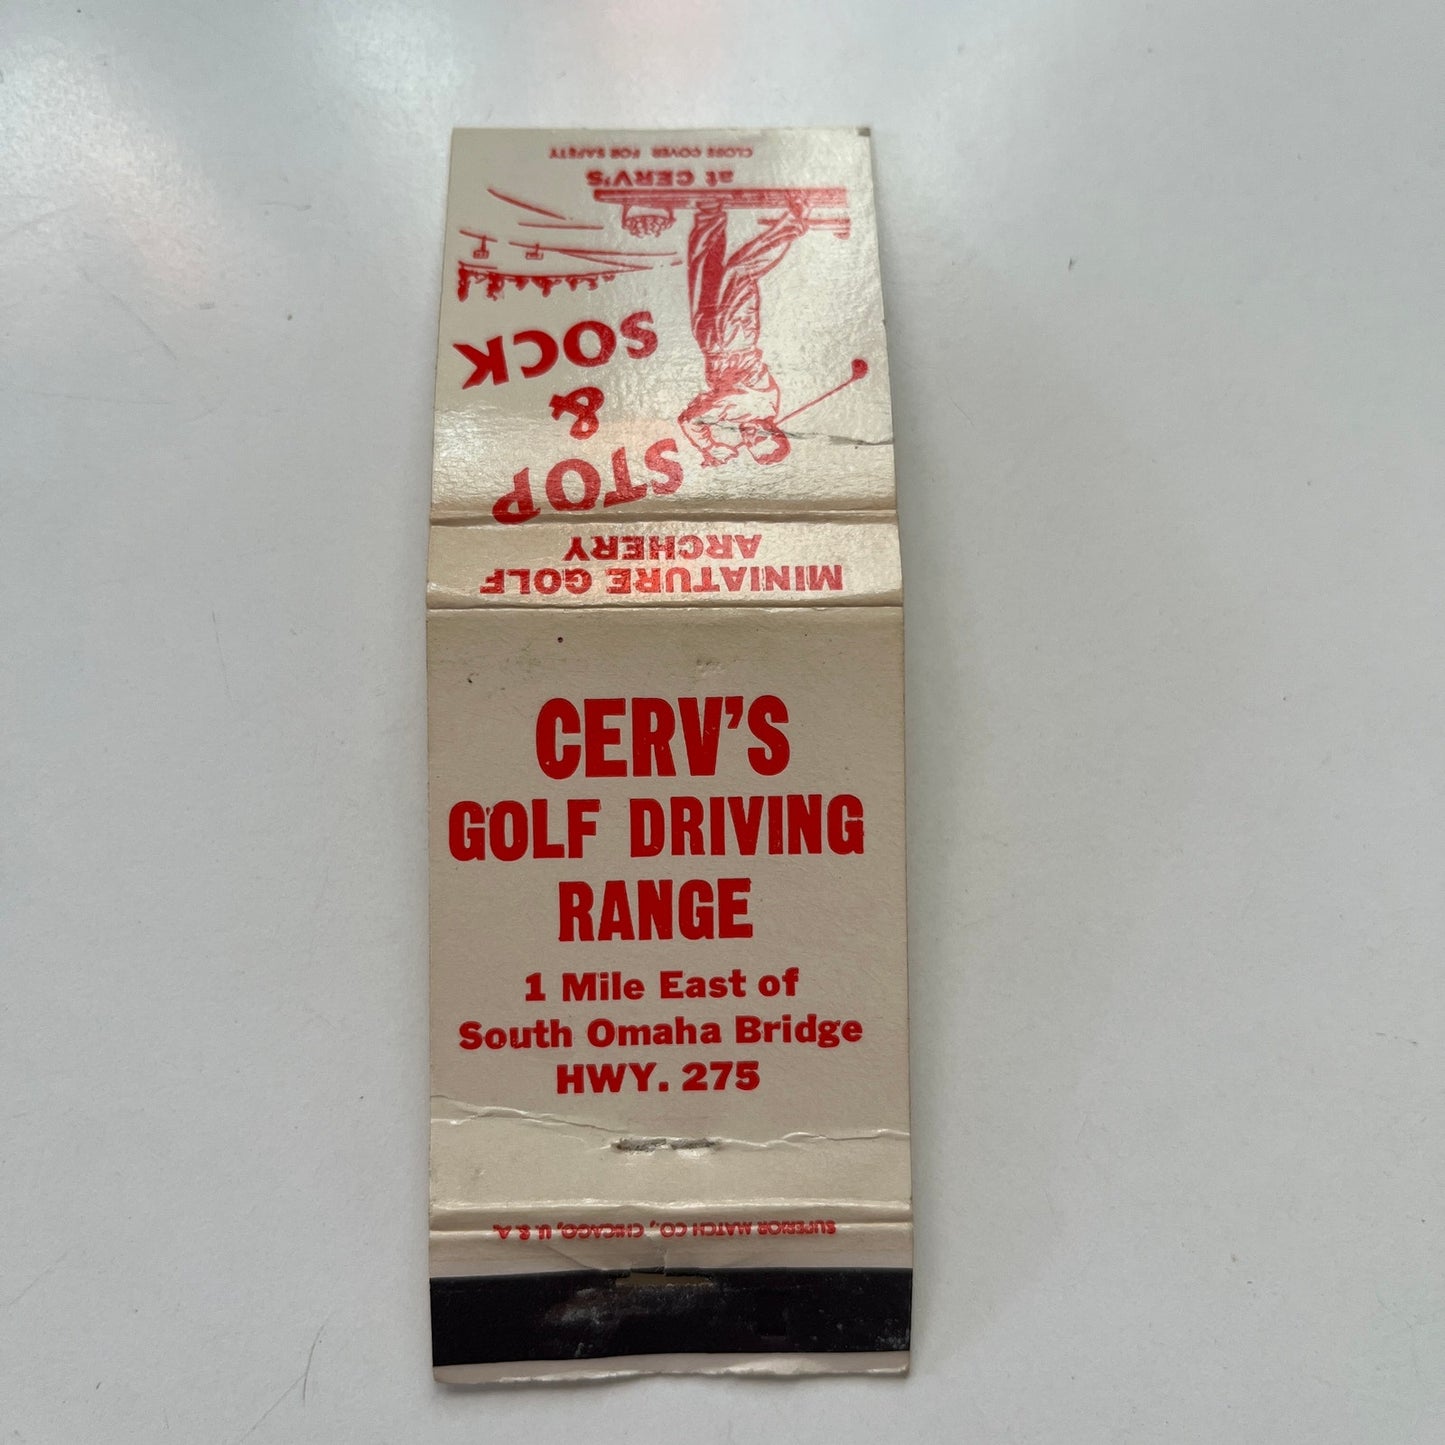 STOP
&
SOCK
at CERV'S
CLOSE COVER FOR SAFETY
MINIATURE GOLF
ARCHERY
CERV'S
GOLF DRIVING
RANGE
1 Mile East of
South Omaha Bridge
HWY. 275
SUPERIOR MATCH CO., CHICAGO, U. S. A.